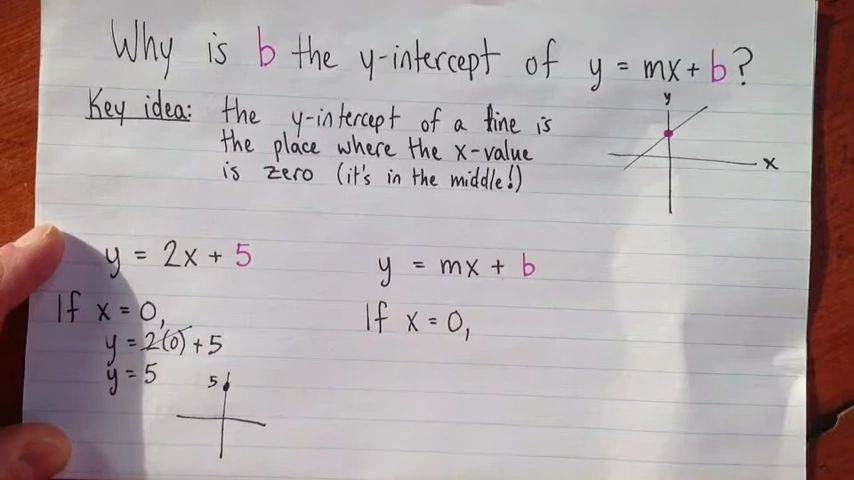 Why is b the y-intercept of y = mx + b?
Key idea: the y-intercept of a line is
the place where the x-value
is zero (it's in the middle!)
y
x
y = 2x + 5
If x = 0,
y = 2(0) + 5
y = 5
5
y = mx + b
If x = 0,